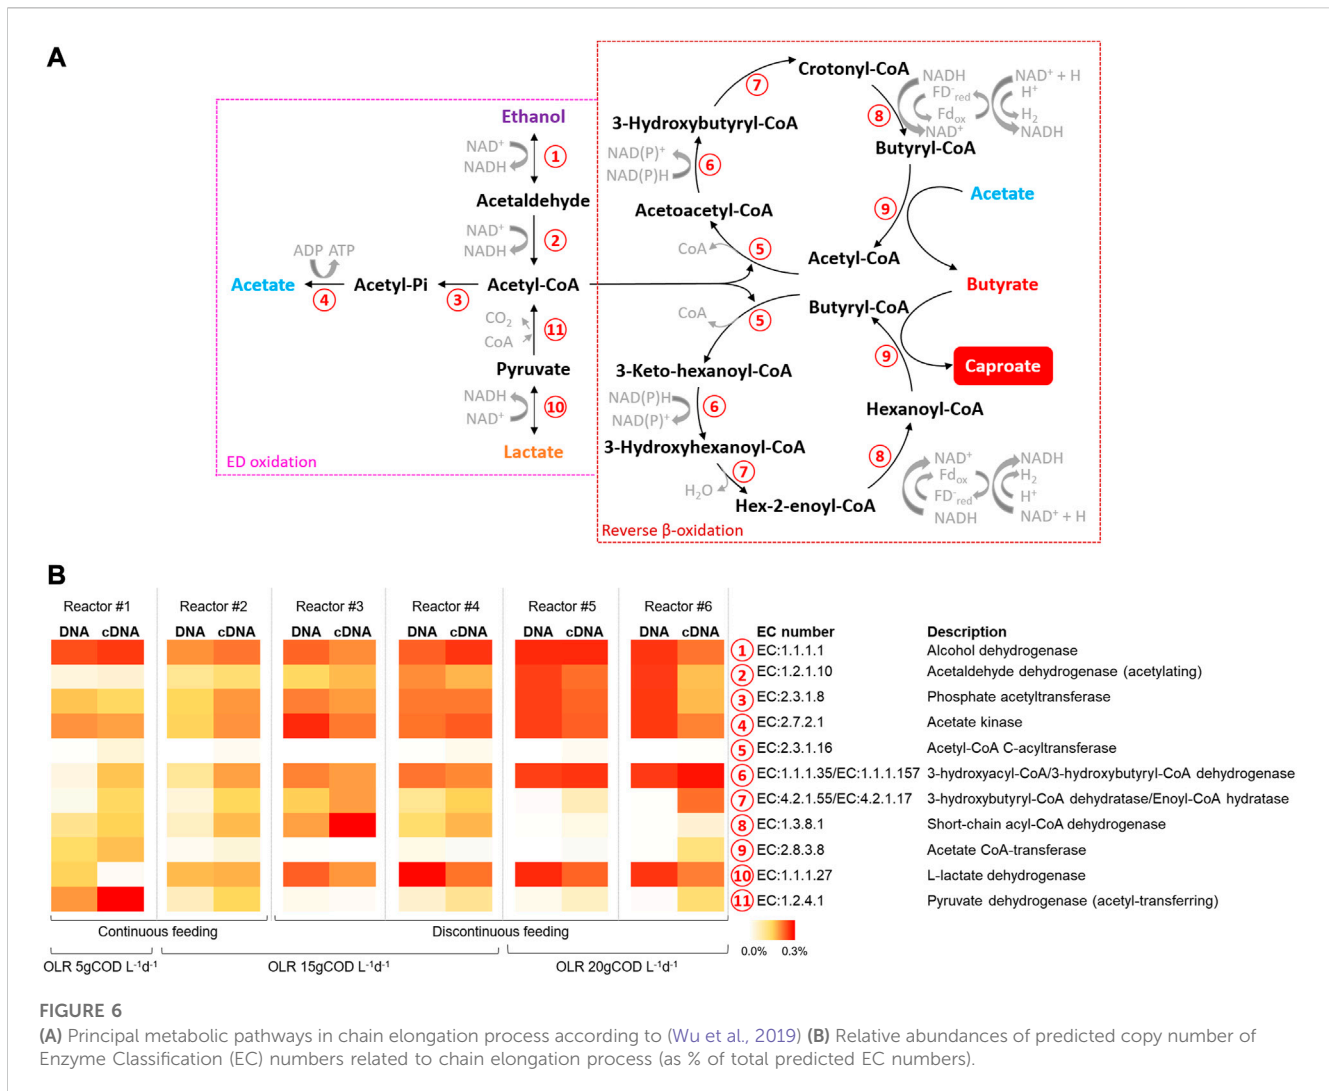 A
Ethanol
NAD⁺
NADH
1
Acetaldehyde
NAD⁺
NADH
2
ADP ATP
Acetate
4
Acetyl-Pi
3
Acetyl-CoA
CO₂
CoA
11
Pyruvate
NADH
NAD⁺
10
Lactate
ED oxidation
Crotonyl-CoA
7
8
NADH
FD⁻red
Fdox
NAD⁺
NAD⁺ + H
H⁺
H₂
NADH
3-Hydroxybutyryl-CoA
Butyryl-CoA
NAD(P)⁺
NAD(P)H
6
9
Acetate
Acetoacetyl-CoA
CoA
5
Acetyl-CoA
Butyrate
Butyryl-CoA
CoA
5
9
Caproate
3-Keto-hexanoyl-CoA
NAD(P)H
NAD(P)⁺
6
Hexanoyl-CoA
3-Hydroxyhexanoyl-CoA
7
8
H₂O
Hex-2-enoyl-CoA
NAD⁺
Fdox
FD⁻red
NADH
NADH
H₂
H⁺
NAD⁺ + H
Reverse β-oxidation
B
Reactor #1 Reactor #2 Reactor #3 Reactor #4 Reactor #5 Reactor #6
DNA cDNA DNA cDNA DNA cDNA DNA cDNA DNA cDNA DNA cDNA EC number Description
1 EC:1.1.1.1 Alcohol dehydrogenase
2 EC:1.2.1.10 Acetaldehyde dehydrogenase (acetylating)
3 EC:2.3.1.8 Phosphate acetyltransferase
4 EC:2.7.2.1 Acetate kinase
5 EC:2.3.1.16 Acetyl-CoA C-acyltransferase
6 EC:1.1.1.35/EC:1.1.1.157 3-hydroxyacyl-CoA/3-hydroxybutyryl-CoA dehydrogenase
7 EC:4.2.1.55/EC:4.2.1.17 3-hydroxybutyryl-CoA dehydratase/Enoyl-CoA hydratase
8 EC:1.3.8.1 Short-chain acyl-CoA dehydrogenase
9 EC:2.8.3.8 Acetate CoA-transferase
10 EC:1.1.1.27 L-lactate dehydrogenase
11 EC:1.2.4.1 Pyruvate dehydrogenase (acetyl-transferring)
Continuous feeding Discontinuous feeding
0.0% 0.3%
OLR 5gCOD L⁻¹d⁻¹ OLR 15gCOD L⁻¹d⁻¹ OLR 20gCOD L⁻¹d⁻¹
FIGURE 6
(A) Principal metabolic pathways in chain elongation process according to (Wu et al., 2019) (B) Relative abundances of predicted copy number of
Enzyme Classification (EC) numbers related to chain elongation process (as % of total predicted EC numbers).